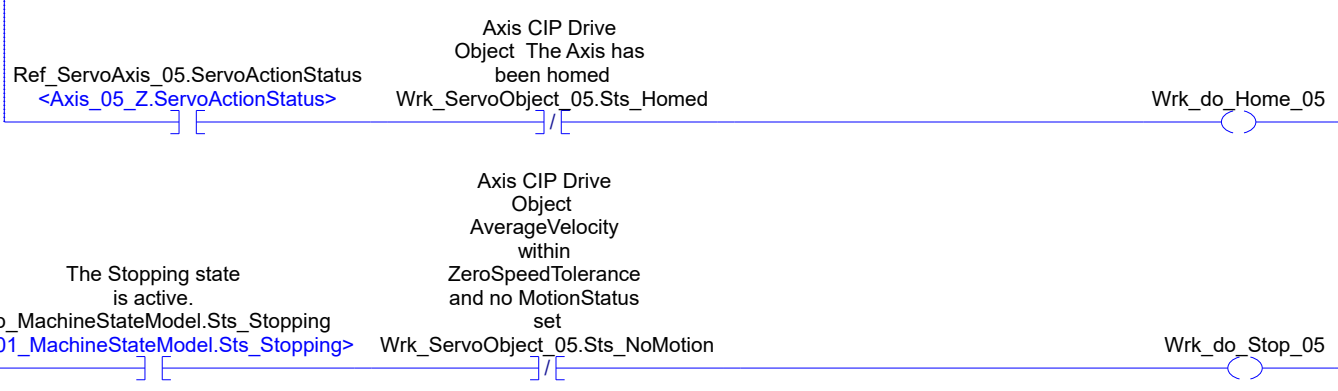 Axis CIP Drive
Object The Axis has
been homed
Ref_ServoAxis_05.ServoActionStatus
<Axis_05_Z.ServoActionStatus>
Wrk_ServoObject_05.Sts_Homed
Wrk_do_Home_05
/
Axis CIP Drive
Object
AverageVelocity
within
ZeroSpeedTolerance
and no MotionStatus
set
The Stopping state
is active.
_MachineStateModel.Sts_Stopping
01_MachineStateModel.Sts_Stopping>
Wrk_ServoObject_05.Sts_NoMotion
Wrk_do_Stop_05
/